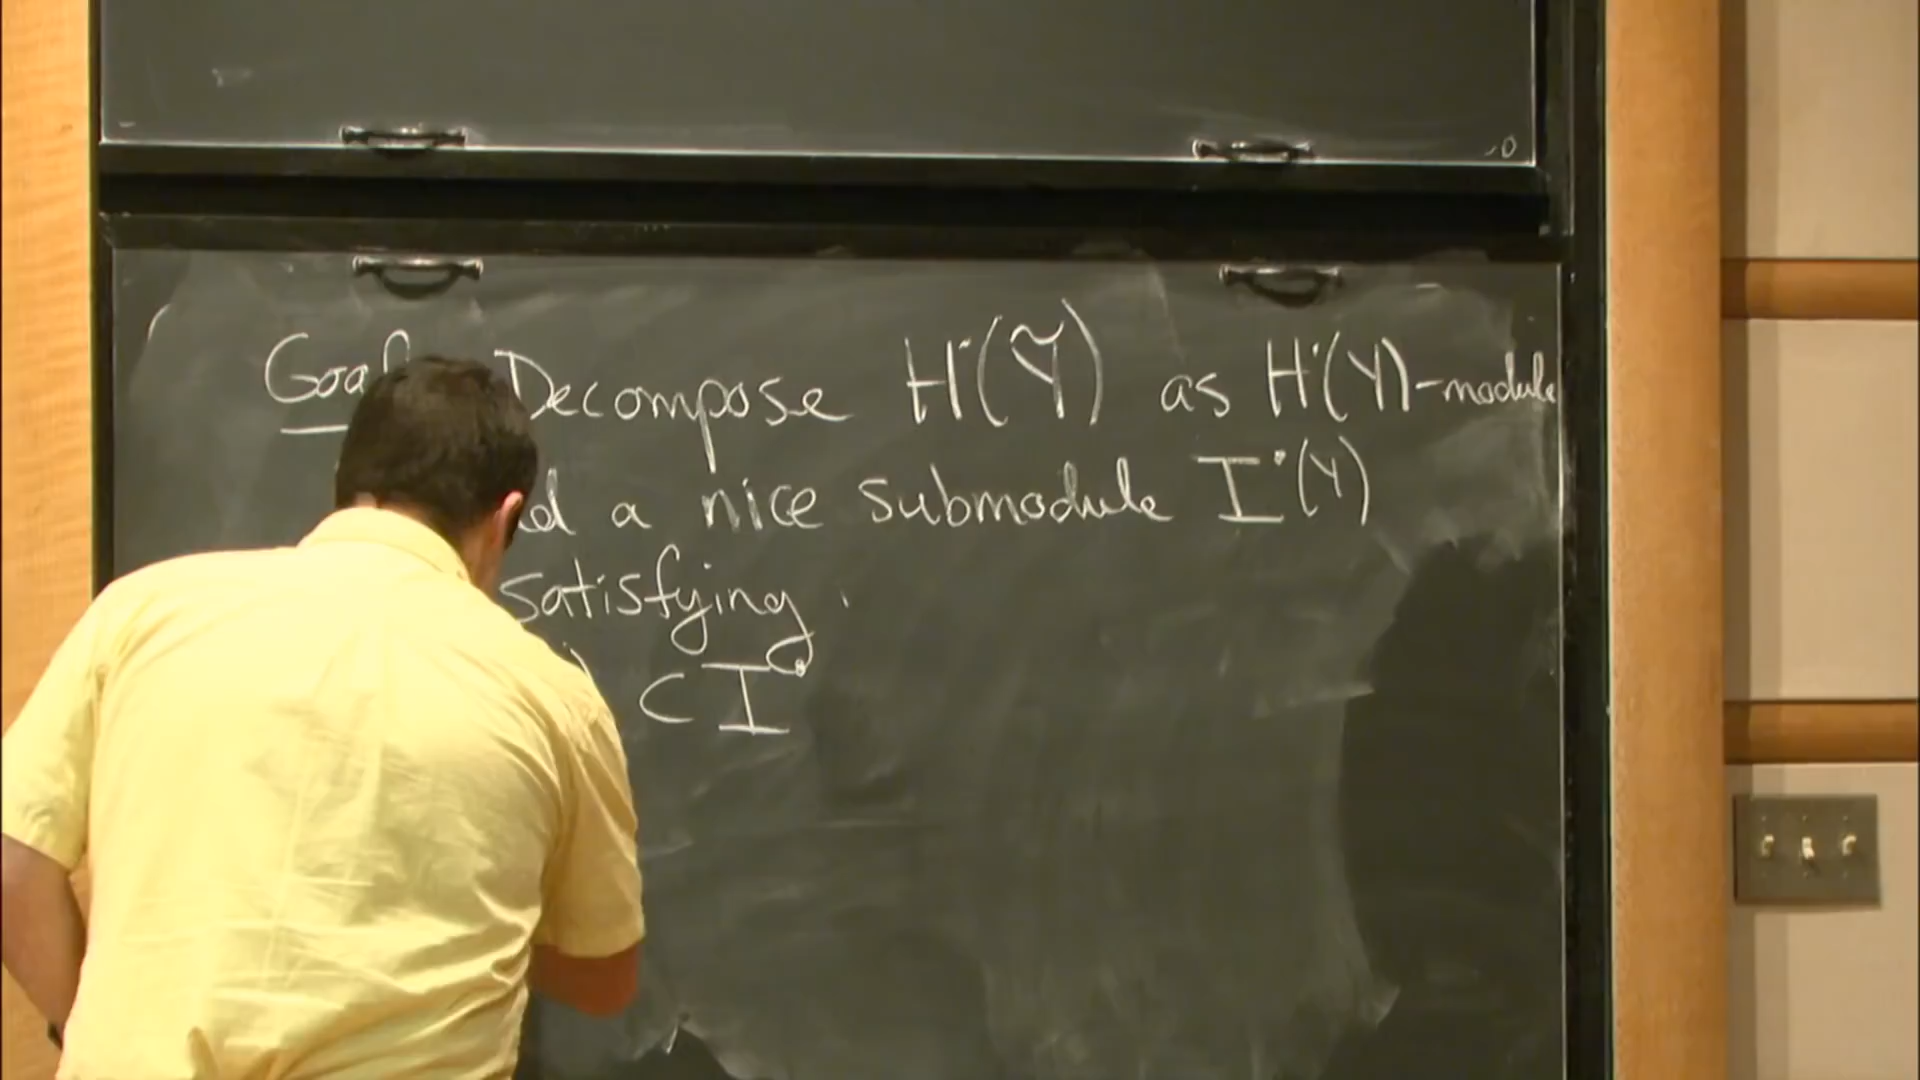 Goal Decompose H˙(Ỹ) as H˙(Y)-module
a nice submodule I˙(Y)
satisfying
⊂ I˙